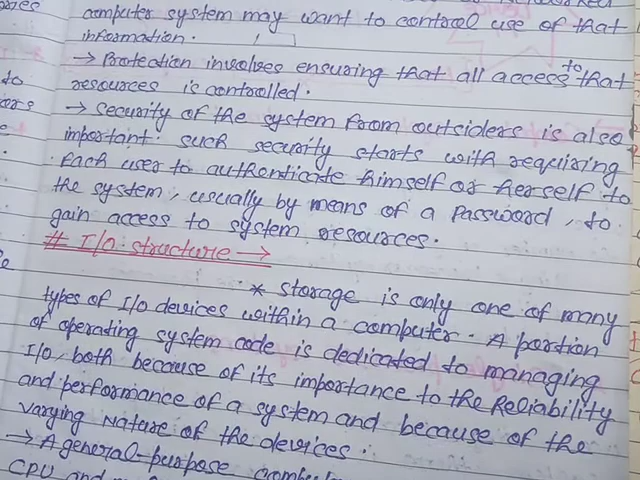 computer system may want to control use of that
information.
→ Protection involves ensuring that all access to that
resources is controlled.
→ Security of the system from outsiders is also
important. such security starts with requiring
each user to authenticate himself or herself to
the system, usually by means of a password, to
gain access to system resources.
# I/O structure →
* Storage is only one of many
types of I/O devices within a computer. A portion
of operating system code is dedicated to managing
I/O, both because of its importance to the Reliability
and performance of a system and because of the
varying Nature of the devices.
→ A general-purpose
CPU and